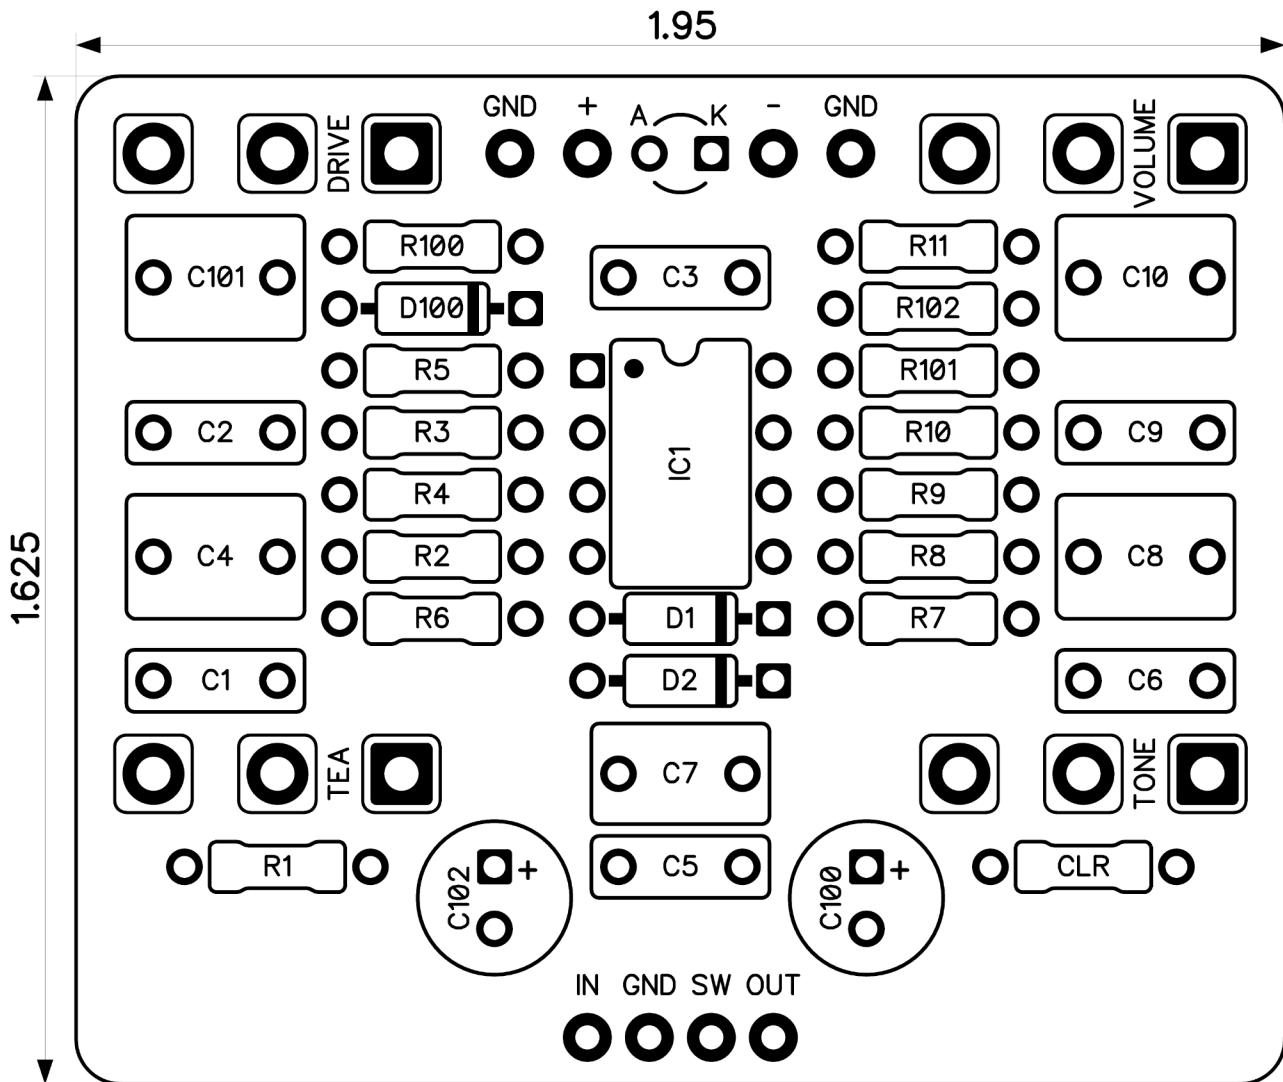 1.95
GND + A K - GND
DRIVE
VOLUME
R100
R11
C101
C3
C10
D100
R102
R5
R101
C2
R3
R10
C9
IC1
R4
R9
C4
R2
R8
C8
1.625
R6
D1
R7
C1
D2
C6
TEA
C7
TONE
R1
C102
+
C5
C100
+
CLR
IN GND SW OUT